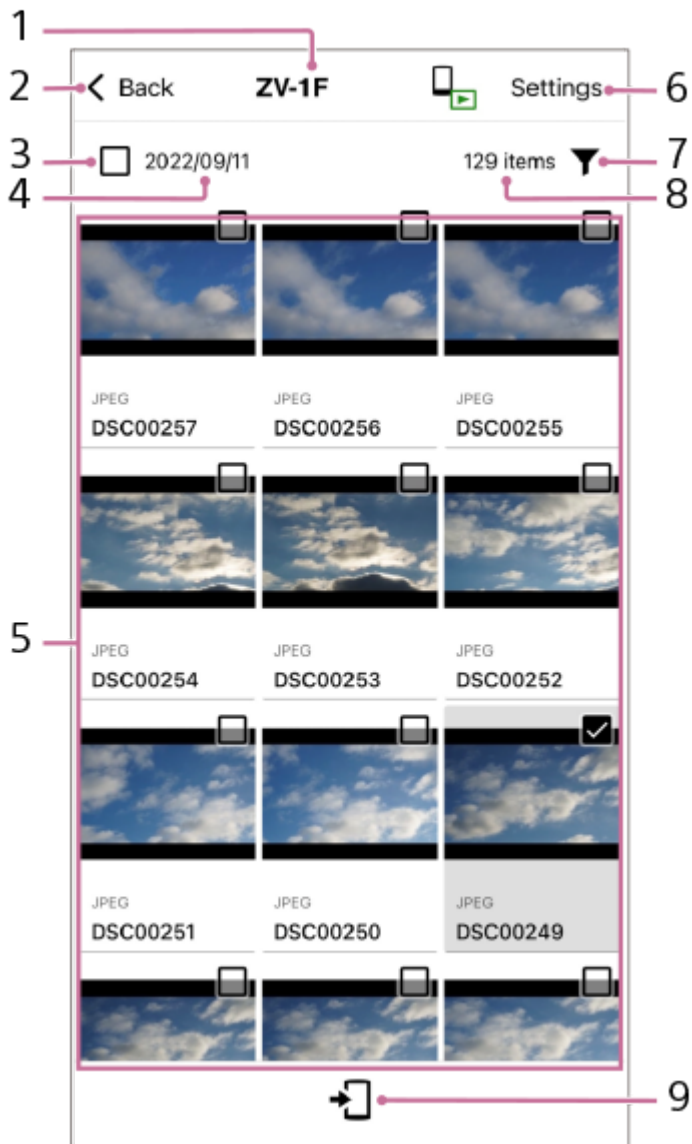 1
2 Back ZV-1F Settings 6
3 2022/09/11 129 items 7
4 8
JPEG JPEG JPEG
DSC00257 DSC00256 DSC00255
5
JPEG JPEG JPEG
DSC00254 DSC00253 DSC00252
JPEG JPEG JPEG
DSC00251 DSC00250 DSC00249
9